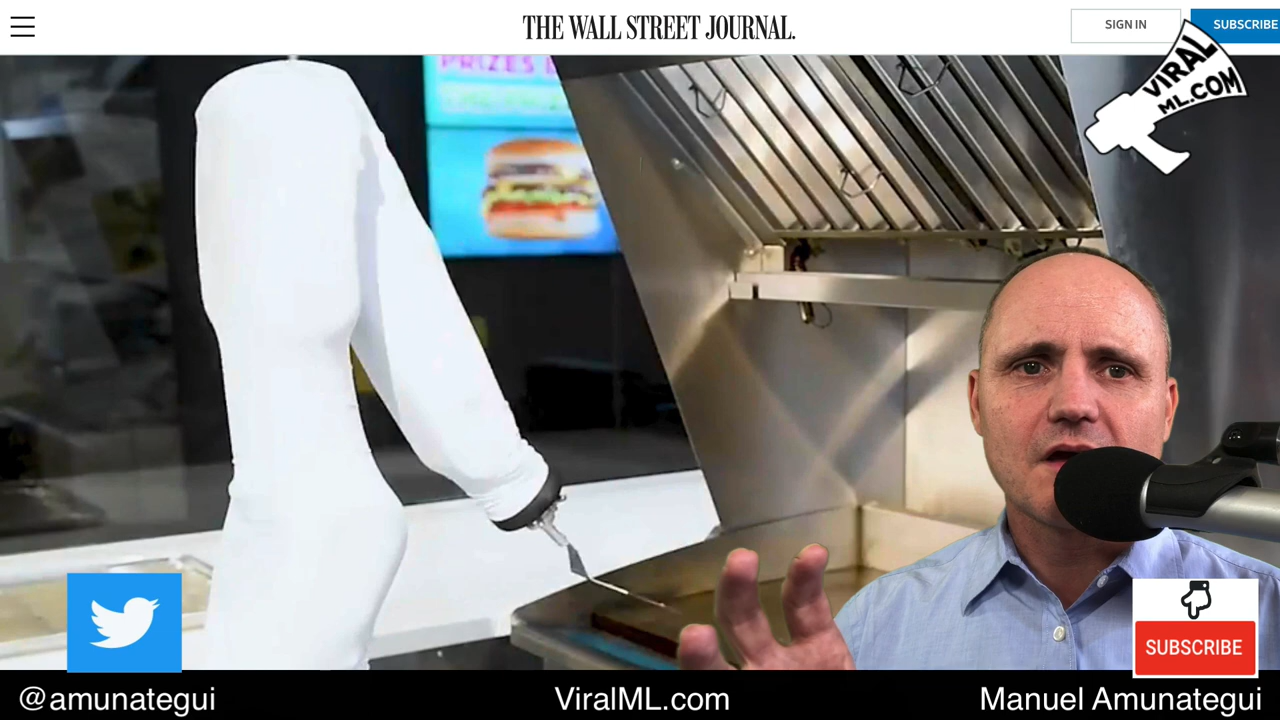 THE WALL STREET JOURNAL.
SIGN IN
SUBSCRIBE
VIRAL
ML.COM
PRIZES
SUBSCRIBE
@amunategui
ViralML.com
Manuel Amunategui